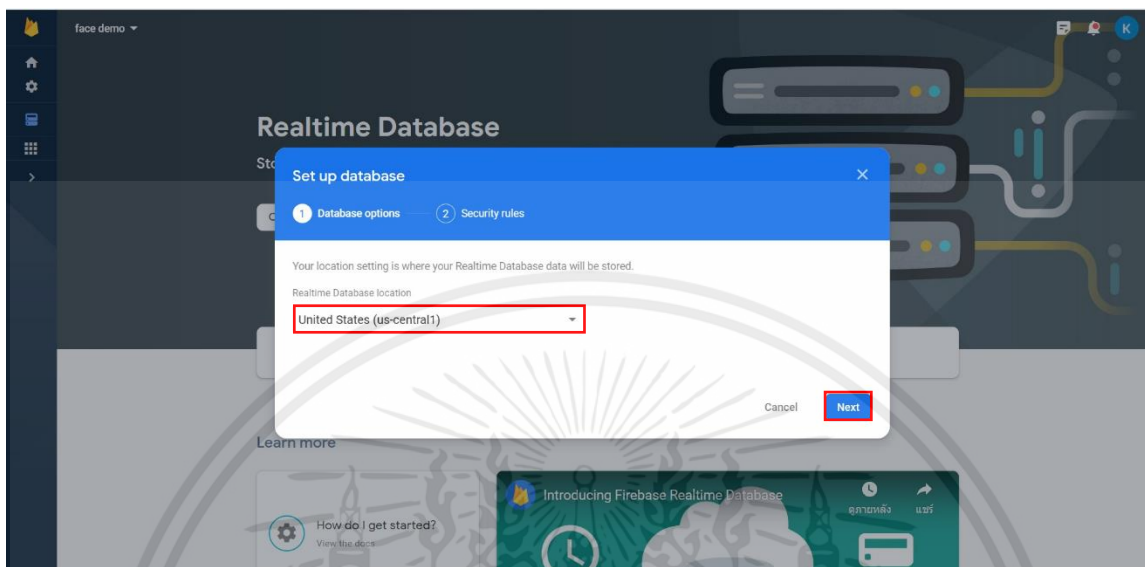 face demo
K
Realtime Database
Sto
Set up database
1 Database options 2 Security rules
Your location setting is where your Realtime Database data will be stored.
Realtime Database location
United States (us-central1)
Cancel Next
Learn more
How do I get started?
View the docs
Introducing Firebase Realtime Database
ดูภายหลัง แชร์